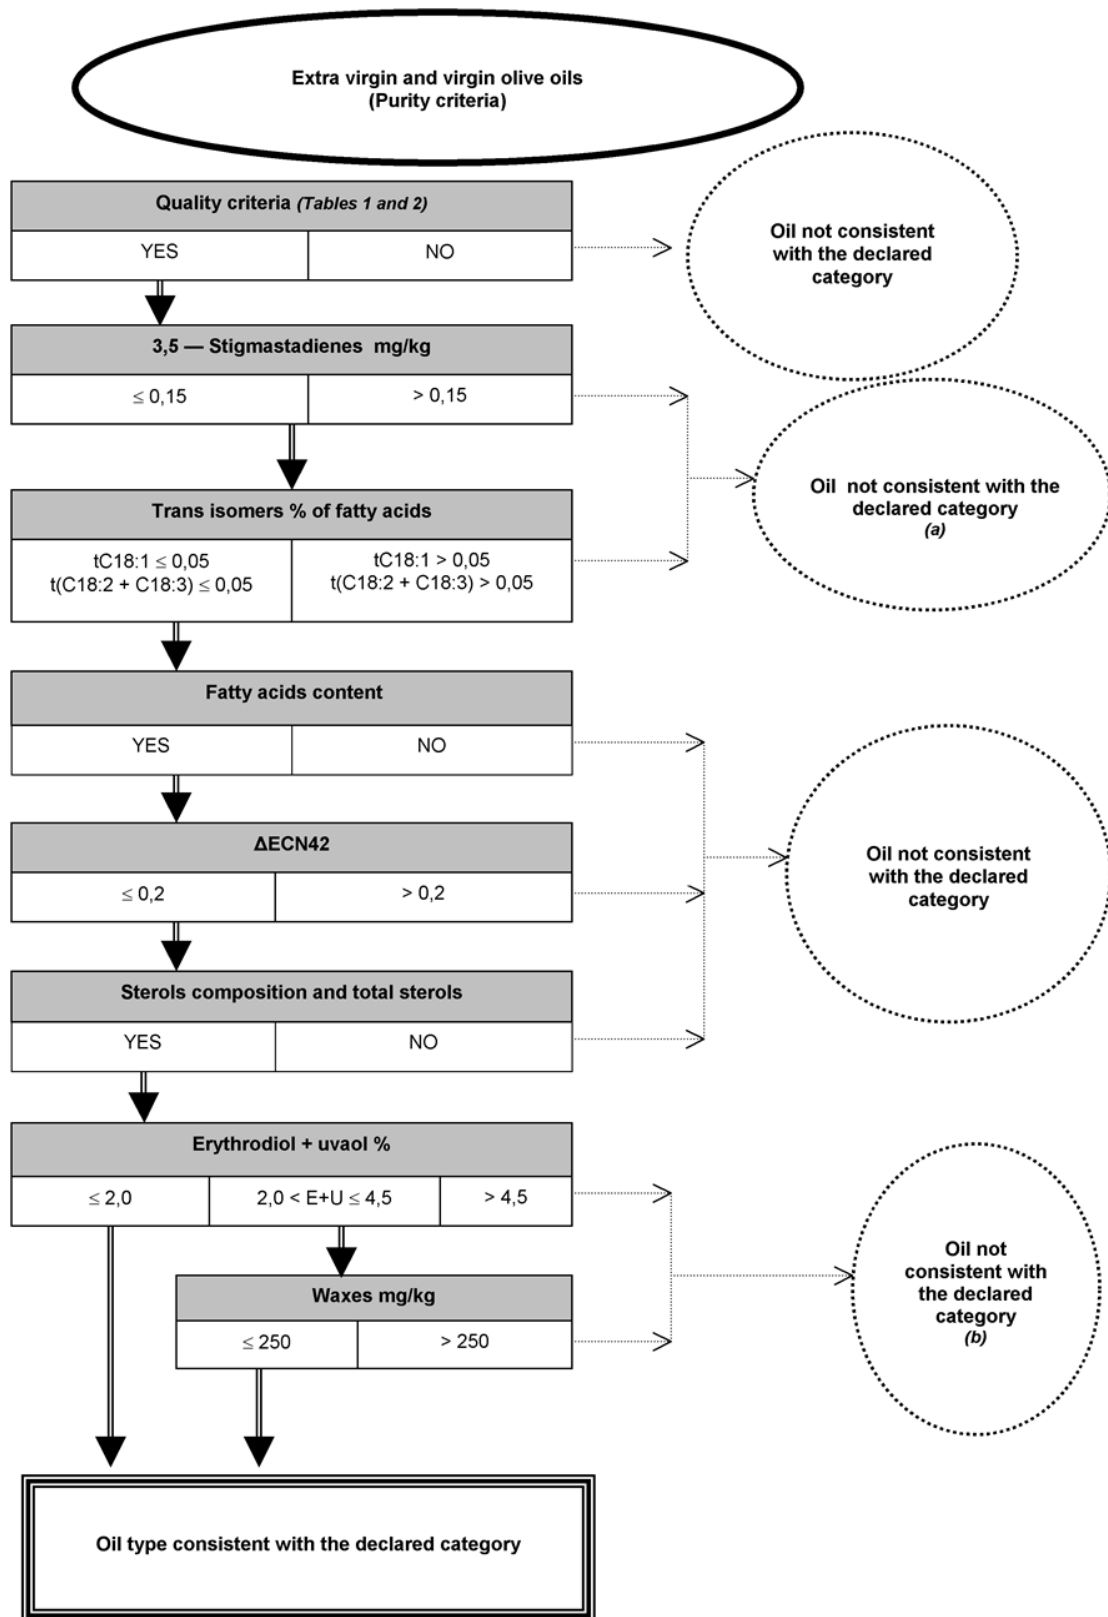 Extra virgin and virgin olive oils
(Purity criteria)
Quality criteria (Tables 1 and 2)
YES
NO
Oil not consistent
with the declared
category
3,5 — Stigmastadienes mg/kg
≤ 0,15
> 0,15
Trans isomers % of fatty acids
tC18:1 ≤ 0,05
t(C18:2 + C18:3) ≤ 0,05
tC18:1 > 0,05
t(C18:2 + C18:3) > 0,05
Oil not consistent with the
declared category
(a)
Fatty acids content
YES
NO
ΔECN42
≤ 0,2
> 0,2
Sterols composition and total sterols
YES
NO
Oil not consistent
with the declared
category
Erythrodiol + uvaol %
≤ 2,0
2,0 < E+U ≤ 4,5
> 4,5
Waxes mg/kg
≤ 250
> 250
Oil not
consistent with
the declared
category
(b)
Oil type consistent with the declared category